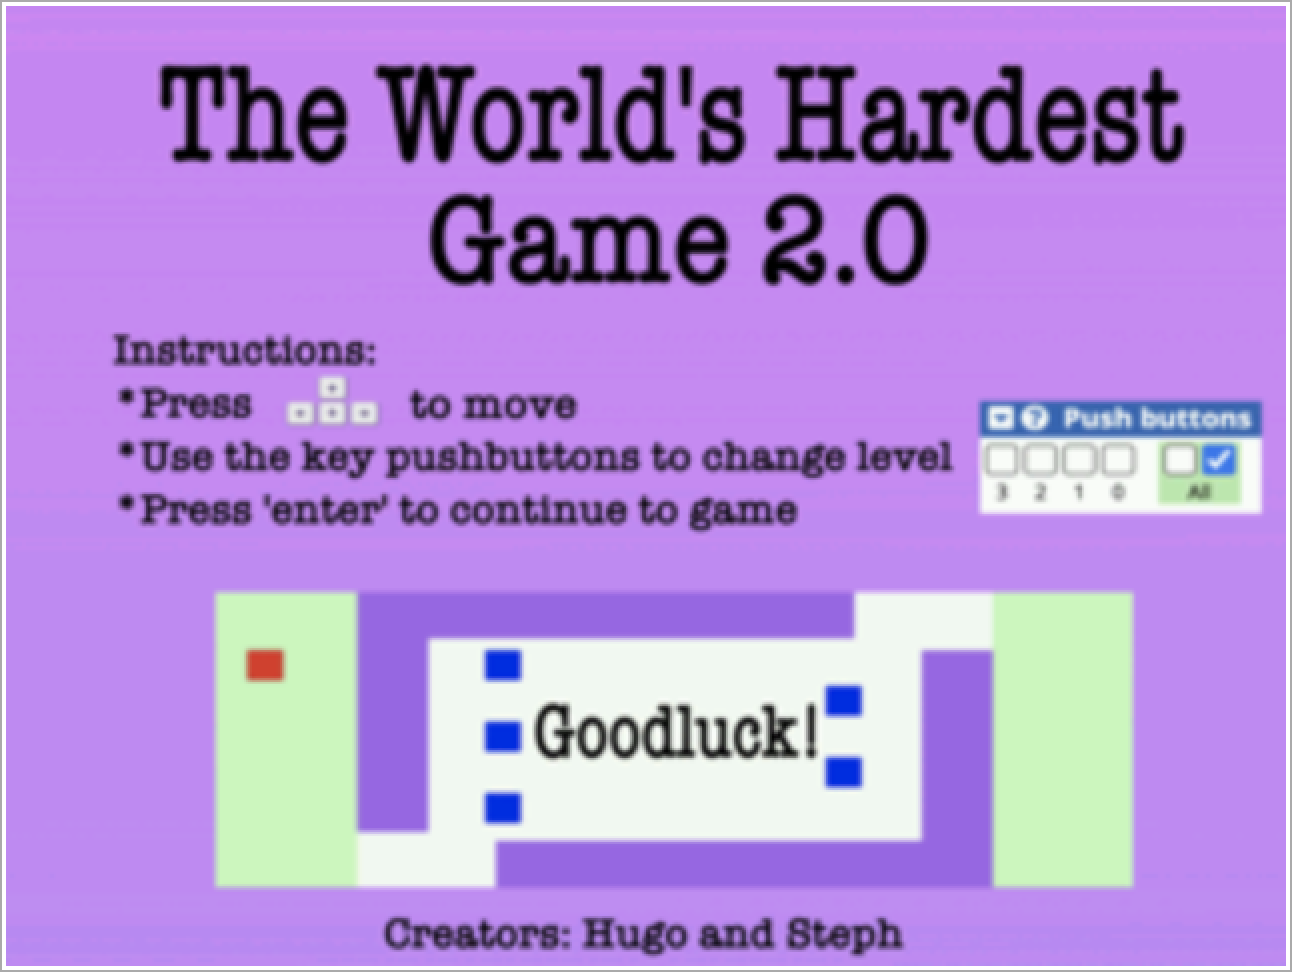 The World's Hardest
Game 2.0
Instructions:
*Press to move
*Use the key pushbuttons to change level
*Press 'enter' to continue to game
? Push buttons
3 2 1 0 All
Goodluck!
Creators: Hugo and Steph